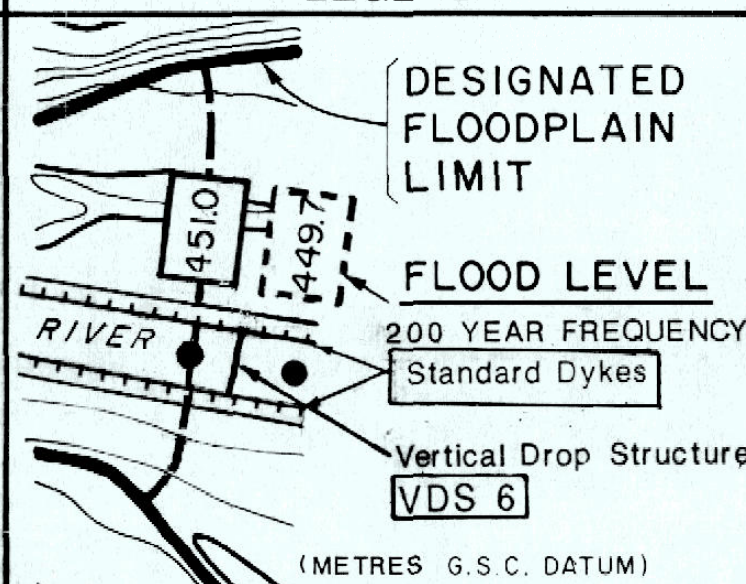 DESIGNATED
FLOODPLAIN
LIMIT
451.0
449.7
FLOOD LEVEL
200 YEAR FREQUENCY
RIVER
Standard Dykes
Vertical Drop Structure
VDS 6
(METRES G.S.C. DATUM)